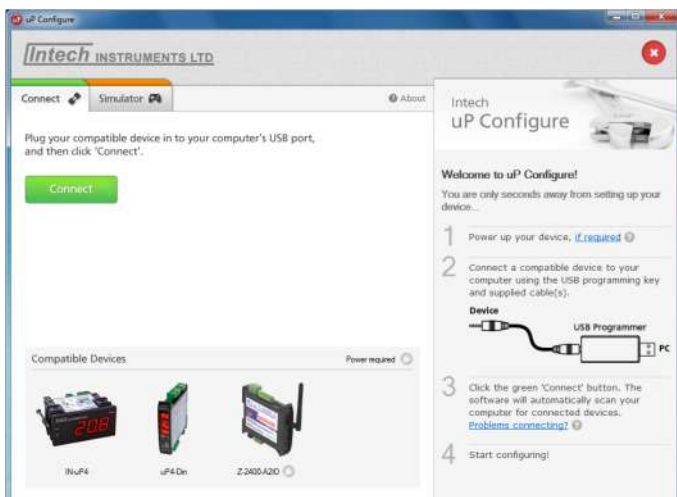 uP Configure
Intech INSTRUMENTS LTD
Connect
Simulator
About
Plug your compatible device in to your computer's USB port,
and then click 'Connect'.
Connect
Compatible Devices
Power required
20.8
IN-uP4
uP4-Din
Z-2400-A2IO
Intech
uP Configure
Welcome to uP Configure!
You are only seconds away from setting up your
device...
1 Power up your device, if required
2 Connect a compatible device to your
computer using the USB programming key
and supplied cable(s).
Device
USB Programmer
PC
3 Click the green 'Connect' button. The
software will automatically scan your
computer for connected devices.
Problems connecting?
4 Start configuring!